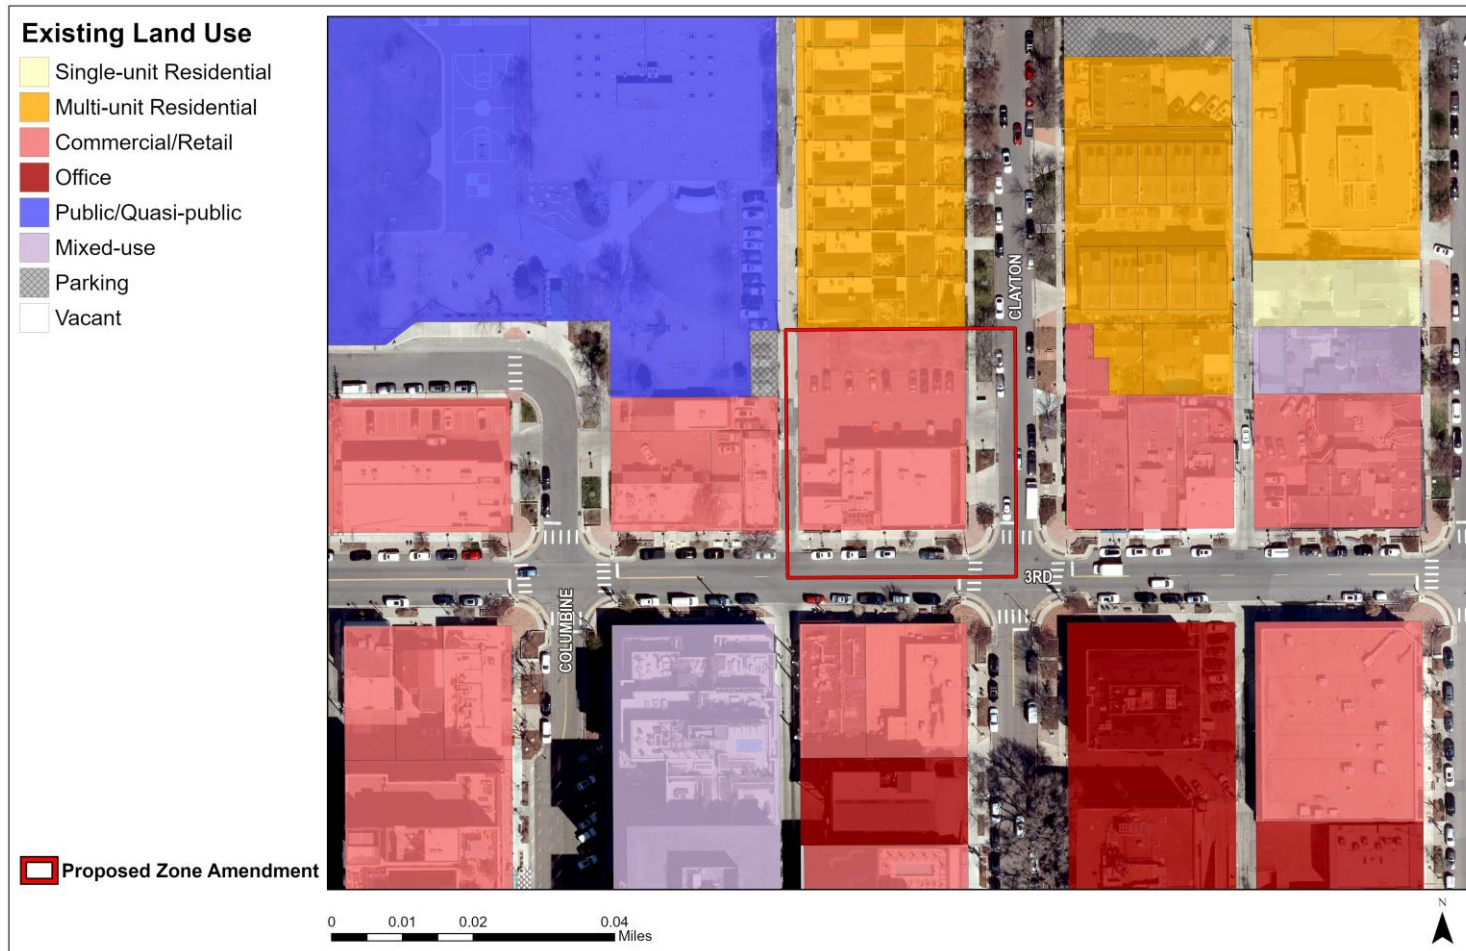 Existing Land Use
Single-unit Residential
Multi-unit Residential
Commercial/Retail
Office
Public/Quasi-public
Mixed-use
Parking
Vacant
Proposed Zone Amendment
CLAYTON
3RD
COLUMBINE
0 0.01 0.02 0.04
Miles
N